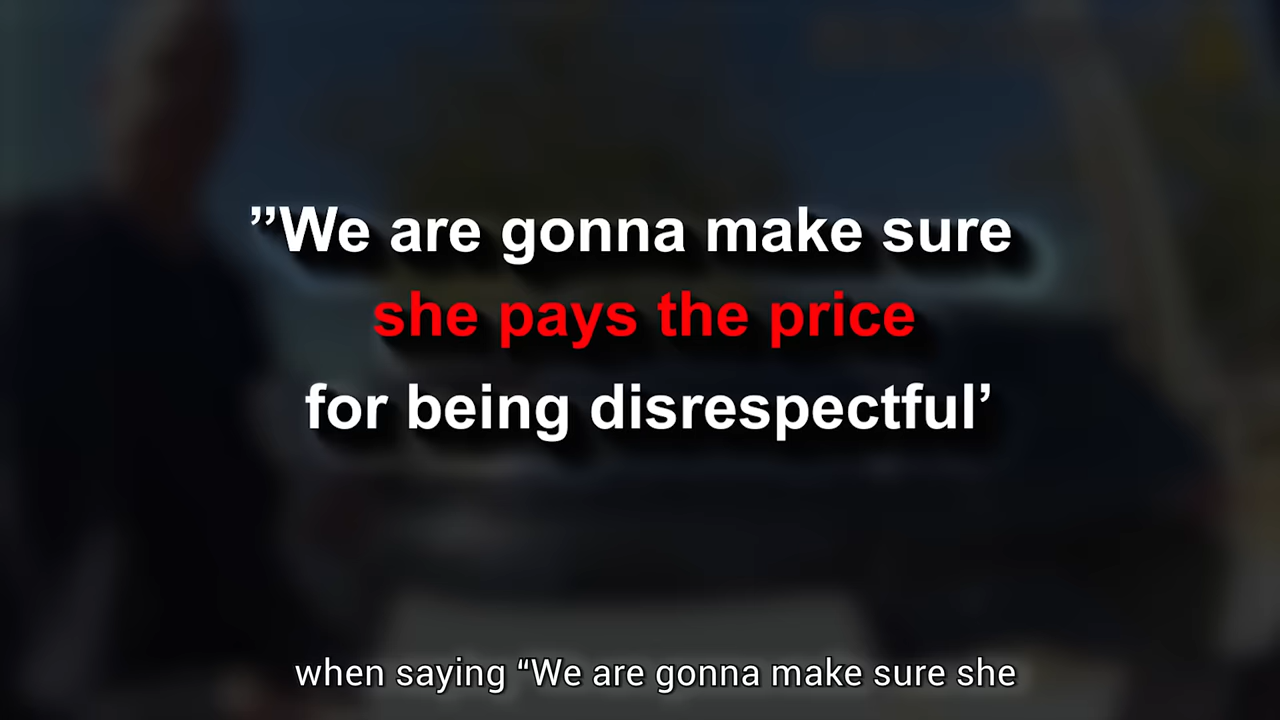 ”We are gonna make sure
she pays the price
for being disrespectful’
when saying “We are gonna make sure she